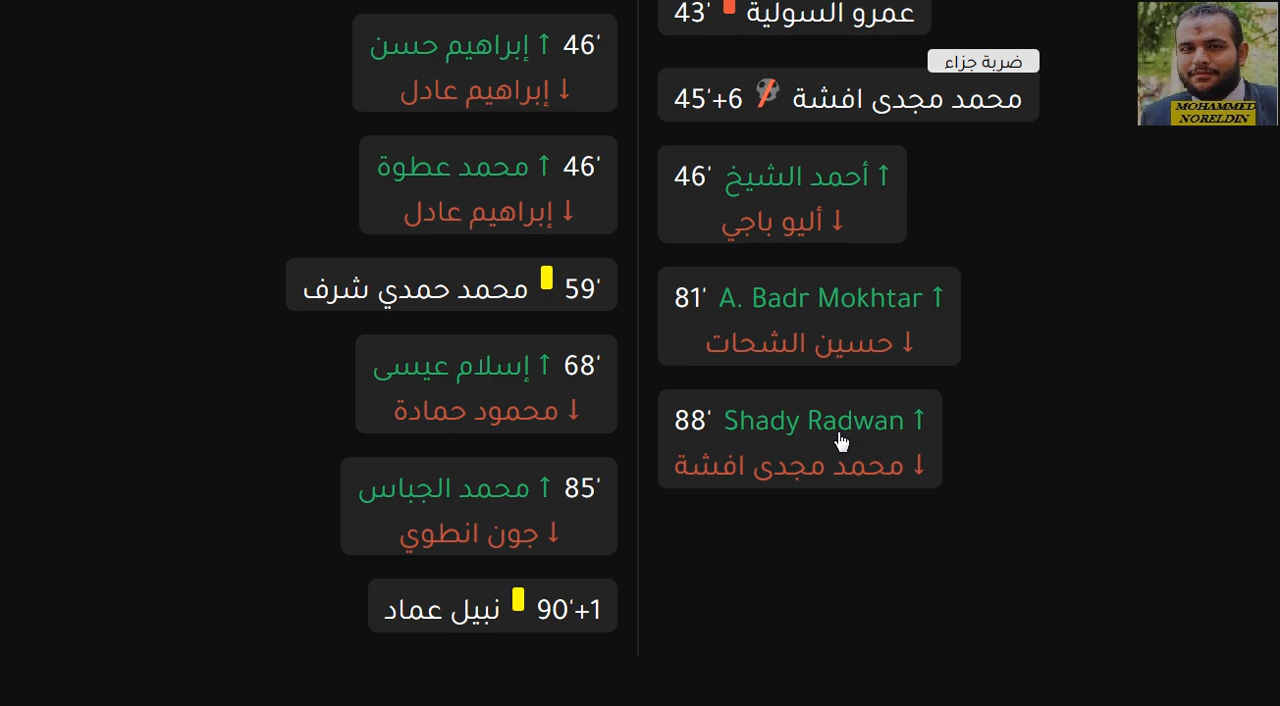 عمرو السولية 43'
ضربة جزاء
محمد مجدى افشة 45'+6
↑ أحمد الشيخ 46'
↓ أليو باجي
81' A. Badr Mokhtar ↑
↓ حسين الشحات
88' Shady Radwan ↑
↓ محمد مجدى افشة
46' ↑ إبراهيم حسن
↓ إبراهيم عادل
46' ↑ محمد عطوة
↓ إبراهيم عادل
59' محمد حمدي شرف
68' ↑ إسلام عيسى
↓ محمود حمادة
85' ↑ محمد الجباس
↓ جون انطوي
90'+1 نبيل عماد
MOHAMMED
NORELDIN